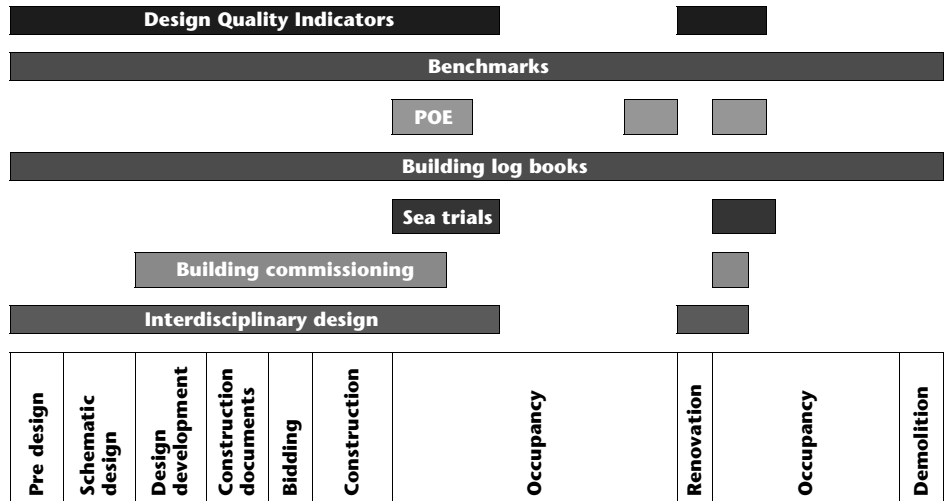 Design Quality Indicators
Benchmarks
POE
Building log books
Sea trials
Building commissioning
Interdisciplinary design
Pre design
Schematic
design
Design
development
Construction
documents
Bidding
Construction
Occupancy
Renovation
Occupancy
Demolition